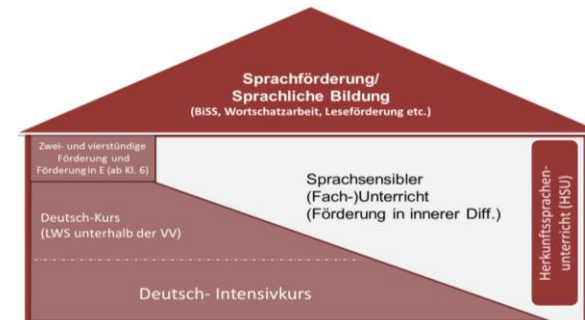 Sprachförderung/
Sprachliche Bildung
(BiSS, Wortschatzarbeit, Leseförderung etc.)
Zwei- und vierstündige
Förderung und
Förderung in E (ab Kl. 6)
Sprachsensibler
(Fach-)Unterricht
(Förderung in innerer Diff.)
Deutsch-Kurs
(LWS unterhalb der VV)
Deutsch- Intensivkurs
Herkunftssprachen-
unterricht (HSU)